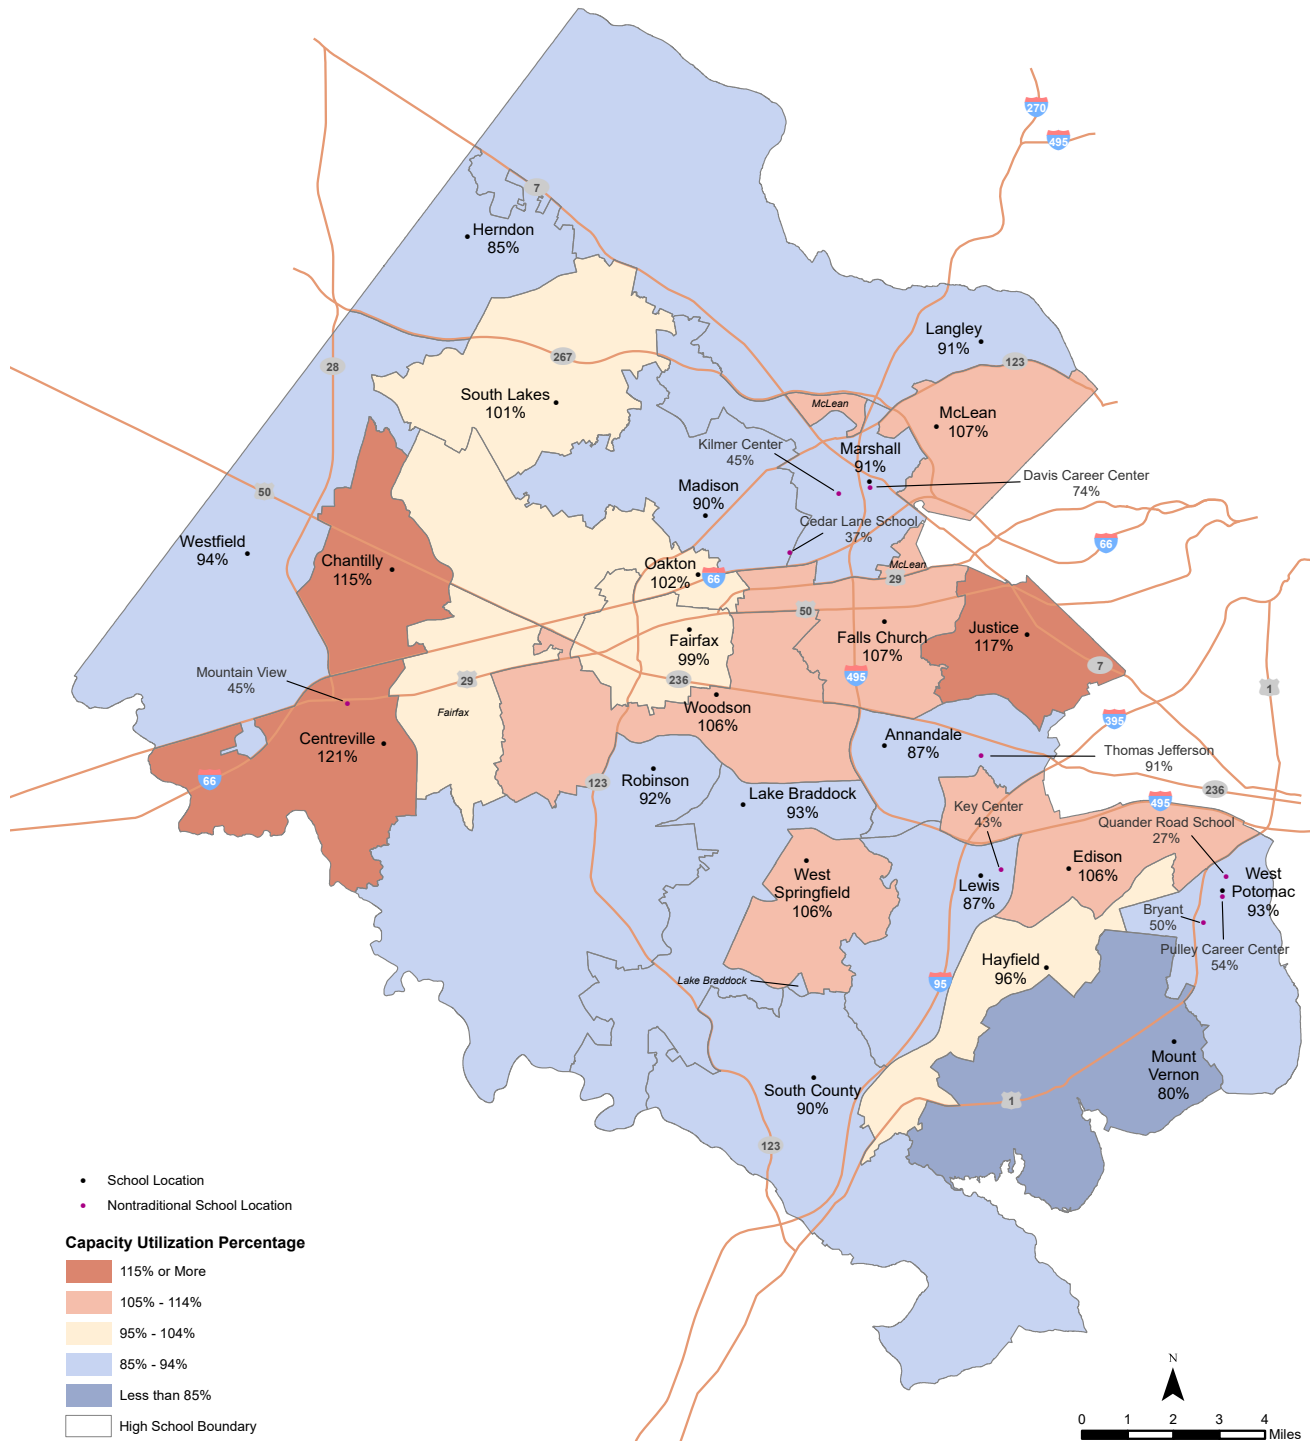 270
495
7
Herndon
85%
Langley
91%
123
267
28
South Lakes
101%
McLean
McLean
107%
Kilmer Center
45%
Marshall
91%
Davis Career Center
74%
Madison
90%
50
Cedar Lane School
37%
Westfield
94%
Chantilly
115%
66
McLean
29
Oakton
102%
66
50
Fairfax
99%
Falls Church
107%
Justice
117%
7
Mountain View
45%
29
236
495
1
Fairfax
Woodson
106%
395
Centreville
121%
Annandale
87%
Thomas Jefferson
91%
66
123
Robinson
92%
Lake Braddock
93%
236
495
Key Center
43%
Quander Road School
27%
West
Springfield
106%
Edison
106%
Lewis
87%
West
Potomac
93%
Bryant
50%
Pulley Career Center
54%
Hayfield
96%
Lake Braddock
95
Mount
Vernon
80%
South County
90%
1
123
School Location
Nontraditional School Location
Capacity Utilization Percentage
115% or More
105% - 114%
95% - 104%
85% - 94%
Less than 85%
High School Boundary
N
0 1 2 3 4
Miles